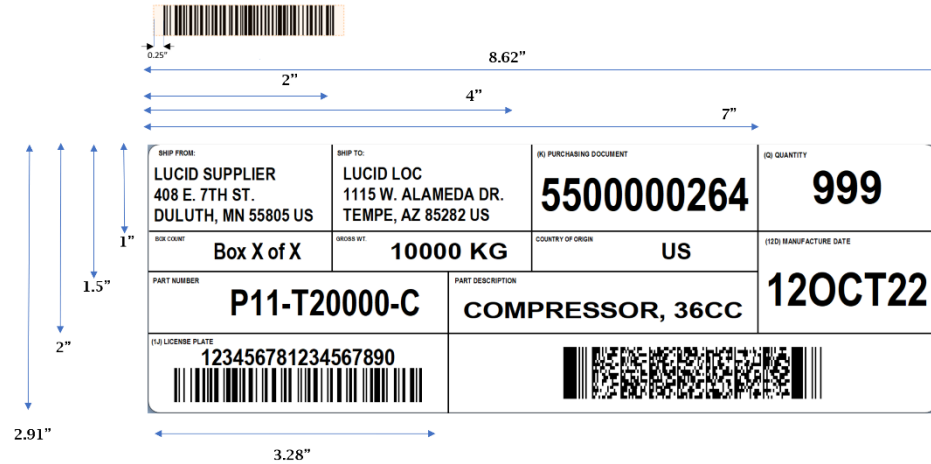 0.25”
8.62”
2”
4”
7”
SHIP FROM:
LUCID SUPPLIER
408 E. 7TH ST.
DULUTH, MN 55805 US
SHIP TO:
LUCID LOC
1115 W. ALAMEDA DR.
TEMPE, AZ 85282 US
(K) PURCHASING DOCUMENT
5500000264
(Q) QUANTITY
999
1”
BOX COUNT
Box X of X
GROSS WT.
10000 KG
COUNTRY OF ORIGIN
US
(12D) MANUFACTURE DATE
12OCT22
1.5”
PART NUMBER
P11-T20000-C
PART DESCRIPTION
COMPRESSOR, 36CC
2”
(1J) LICENSE PLATE
123456781234567890
2.91”
3.28”